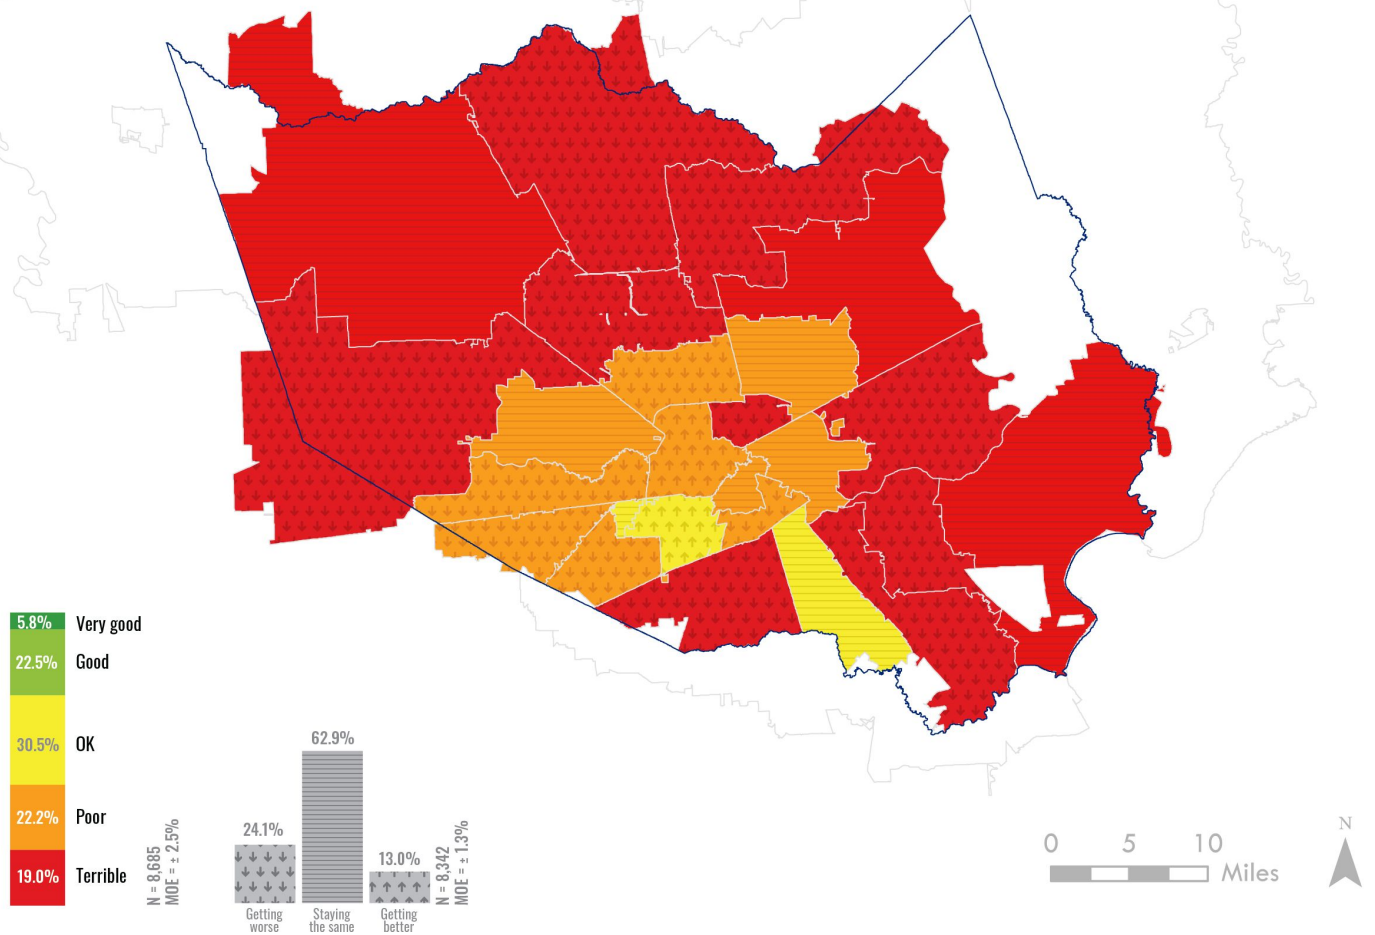 5.8% Very good
22.5% Good
30.5% OK
22.2% Poor
19.0% Terrible
N = 8,685
MOE = ± 2.5%
24.1%
62.9%
13.0%
Getting
worse
Staying
the same
Getting
better
N = 8,342
MOE = ± 1.3%
0 5 10
Miles
N